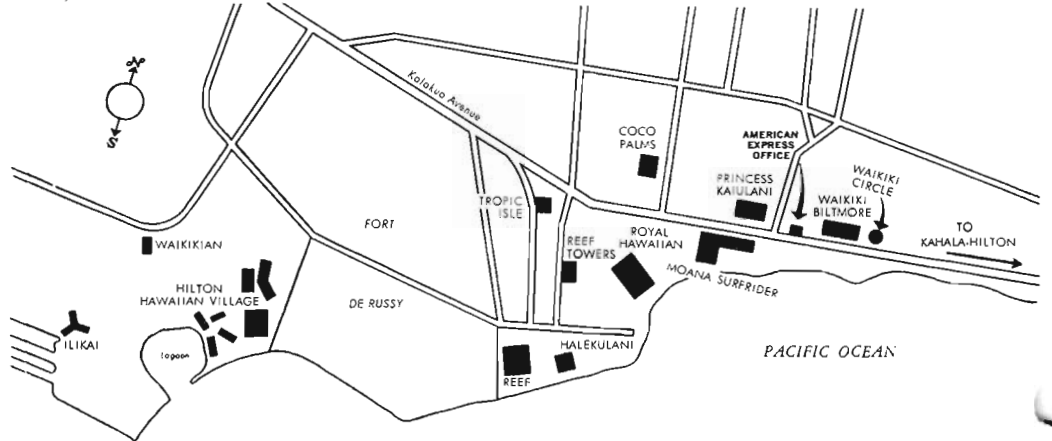 N
S
Kalakua Avenue
COCO
PALMS
AMERICAN
EXPRESS
OFFICE
WAIKIKI
CIRCLE
PRINCESS
KAIULANI
WAIKIKI
BILTMORE
TROPIC
ISLE
FORT
ROYAL
HAWAIIAN
TO
KAHALA-HILTON
WAIKIKIAN
REEF
TOWERS
MOANA SURFRIDER
HILTON
HAWAIIAN VILLAGE
DE RUSSY
ILIKAI
Lagoon
HALEKULANI
PACIFIC OCEAN
REEF